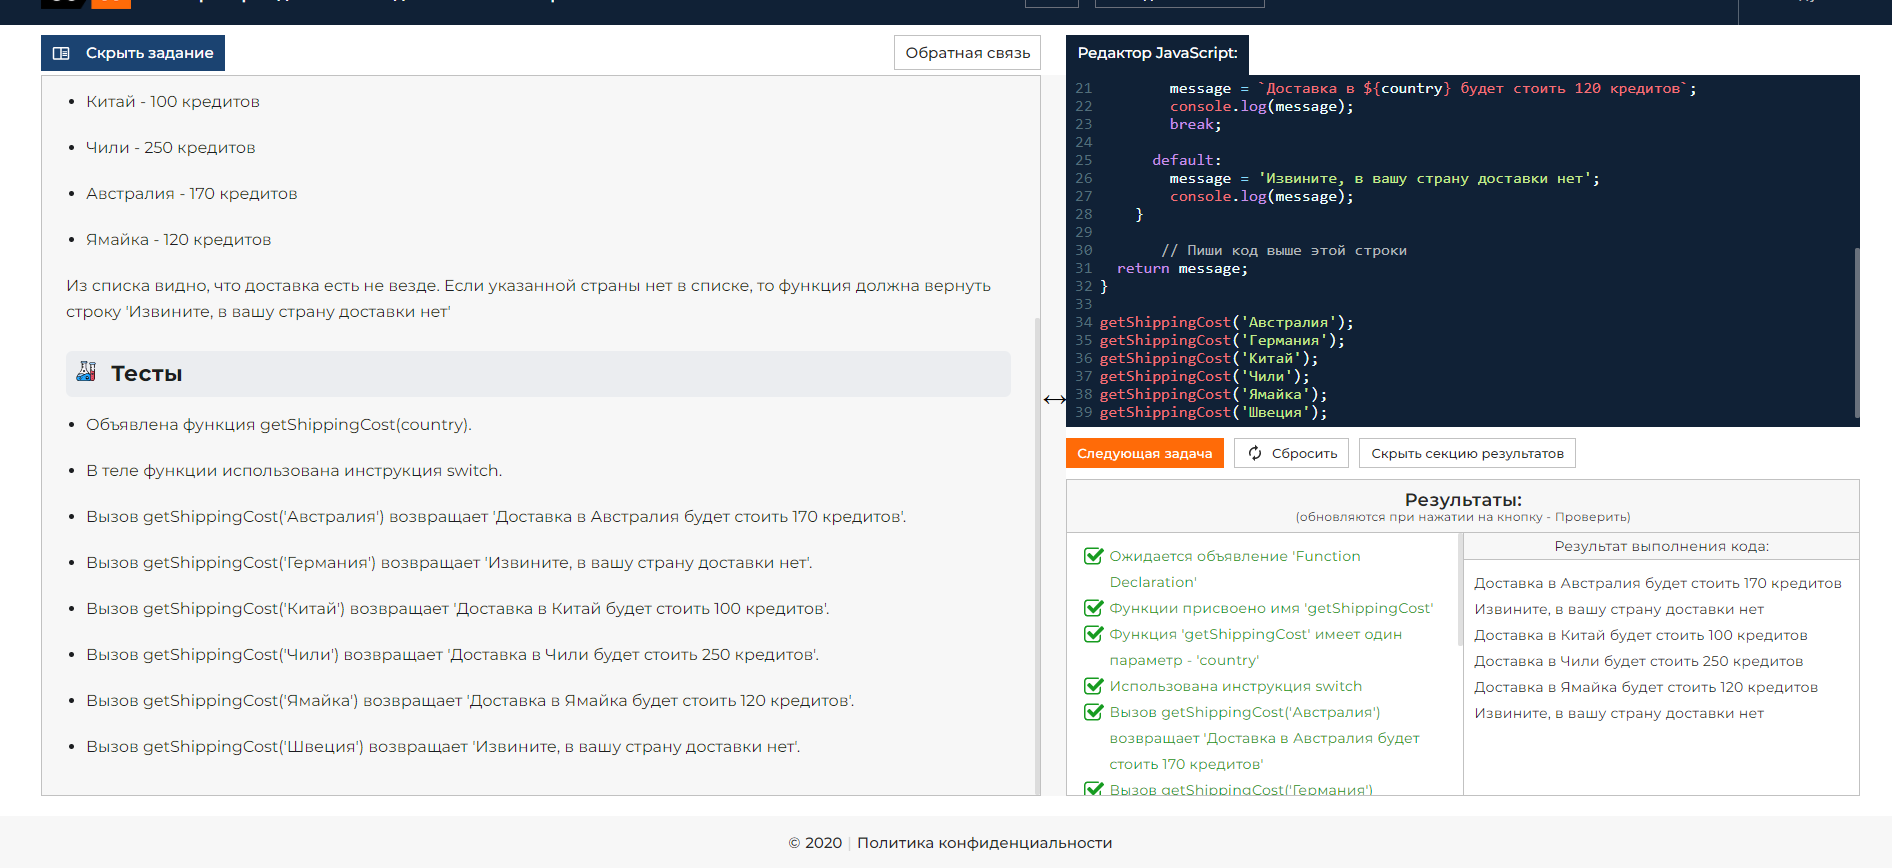 Скрыть задание
Обратная связь
Китай - 100 кредитов
Чили - 250 кредитов
Австралия - 170 кредитов
Ямайка - 120 кредитов
Из списка видно, что доставка есть не везде. Если указанной страны нет в списке, то функция должна вернуть
строку 'Извините, в вашу страну доставки нет'
Тесты
Объявлена функция getShippingCost(country).
В теле функции использована инструкция switch.
Вызов getShippingCost('Австралия') возвращает 'Доставка в Австралия будет стоить 170 кредитов'.
Вызов getShippingCost('Германия') возвращает 'Извините, в вашу страну доставки нет'.
Вызов getShippingCost('Китай') возвращает 'Доставка в Китай будет стоить 100 кредитов'.
Вызов getShippingCost('Чили') возвращает 'Доставка в Чили будет стоить 250 кредитов'.
Вызов getShippingCost('Ямайка') возвращает 'Доставка в Ямайка будет стоить 120 кредитов'.
Вызов getShippingCost('Швеция') возвращает 'Извините, в вашу страну доставки нет'.
Редактор JavaScript:
21 message = `Доставка в ${country} будет стоить 120 кредитов`;
22 console.log(message);
23 break;
24
25 default:
26 message = 'Извините, в вашу страну доставки нет';
27 console.log(message);
28 }
29
30 // Пиши код выше этой строки
31 return message;
32 }
33
34 getShippingCost('Австралия');
35 getShippingCost('Германия');
36 getShippingCost('Китай');
37 getShippingCost('Чили');
38 getShippingCost('Ямайка');
39 getShippingCost('Швеция');
Следующая задача
Сбросить
Скрыть секцию результатов
Результаты:
(обновляются при нажатии на кнопку - Проверить)
Ожидается объявление 'Function
Declaration'
Функции присвоено имя 'getShippingCost'
Функция 'getShippingCost' имеет один
параметр - 'country'
Использована инструкция switch
Вызов getShippingCost('Австралия')
возвращает 'Доставка в Австралия будет
стоить 170 кредитов'
Вызов getShippingCost('Германия')
Результат выполнения кода:
Доставка в Австралия будет стоить 170 кредитов
Извините, в вашу страну доставки нет
Доставка в Китай будет стоить 100 кредитов
Доставка в Чили будет стоить 250 кредитов
Доставка в Ямайка будет стоить 120 кредитов
Извините, в вашу страну доставки нет
© 2020 | Политика конфиденциальности